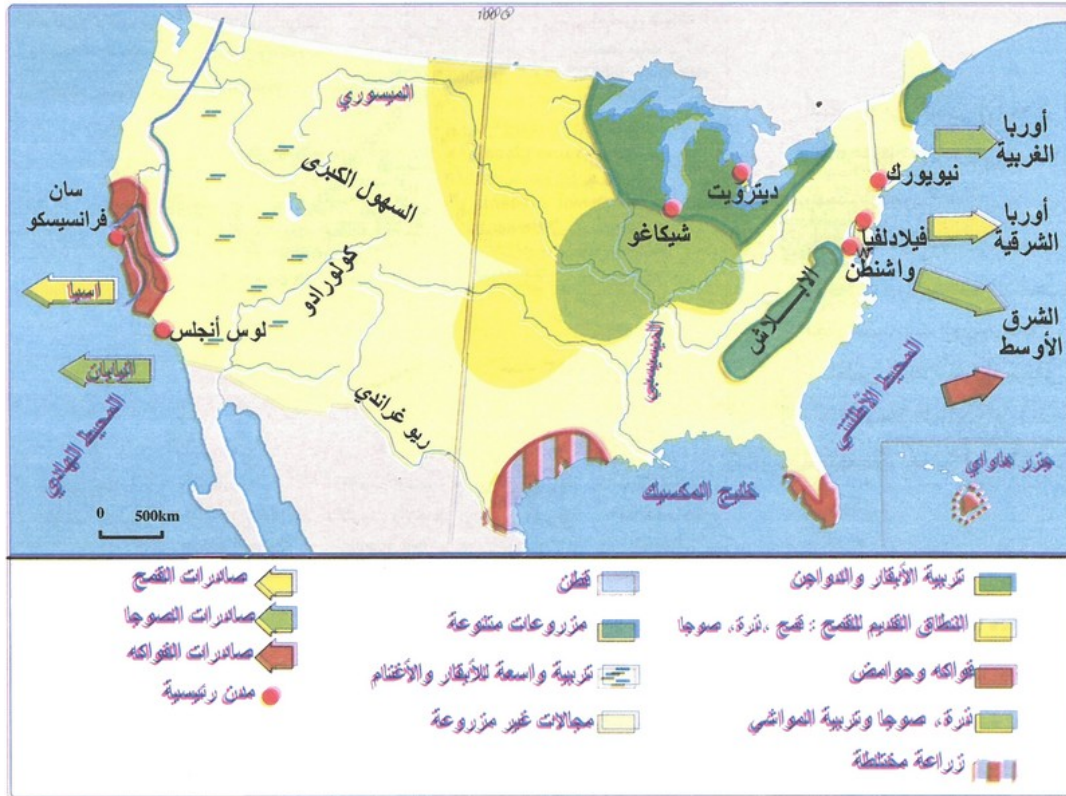 100
الميسوري
السهول الكبرى
كولورادو
ريو غراندي
سان
فرانسيسكو
اسيا
لوس أنجلس
اليابان
المحيط الهادي
0 500km
ديترويت
شيكاغو
الميسيسيبي
الابلاش
نيويورك
فيلادلفيا
واشنطن
W
أوربا
الغربية
أوربا
الشرقية
الشرق
الأوسط
المحيط الأطلنتي
خليج المكسيك
جزر هاواي
تربية الأبقار والدواجن
النطاق القديم للقمح : قمح ،ذرة، صوجا
فواكه وحوامض
ذرة، صوجا وتربية المواشي
زراعة مختلطة
قطن
مزروعات متنوعة
تربية واسعة للأبقار والأغنام
مجالات غير مزروعة
صادرات القمح
صادرات الصوجا
صادرات الفواكه
مدن رئيسية